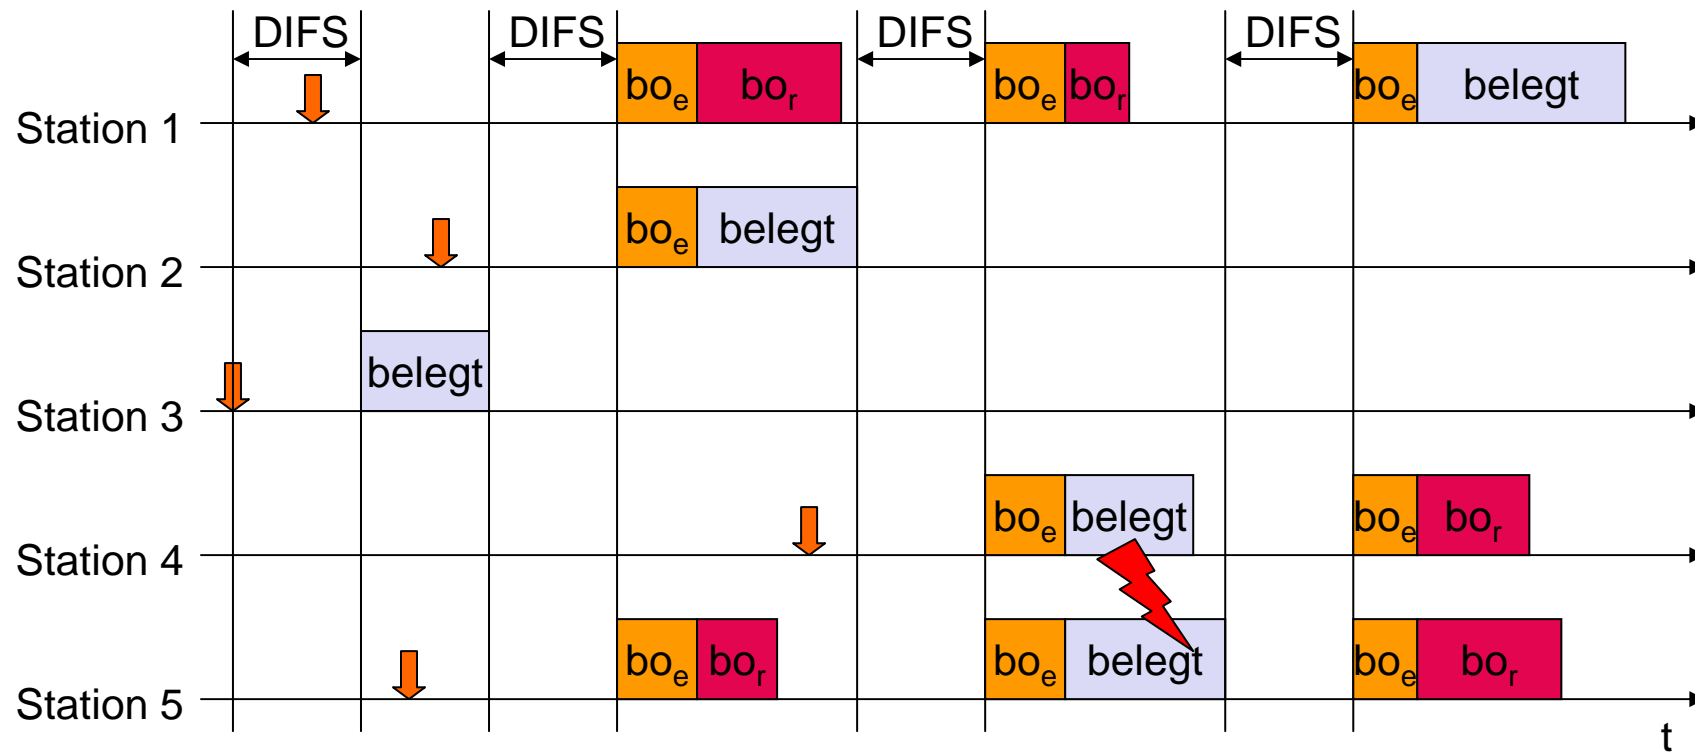 DIFS DIFS DIFS DIFS
Station 1 boe bor boe bor boe belegt
Station 2 boe belegt
Station 3 belegt
Station 4 boe belegt boe bor
Station 5 boe bor boe belegt boe bor
t